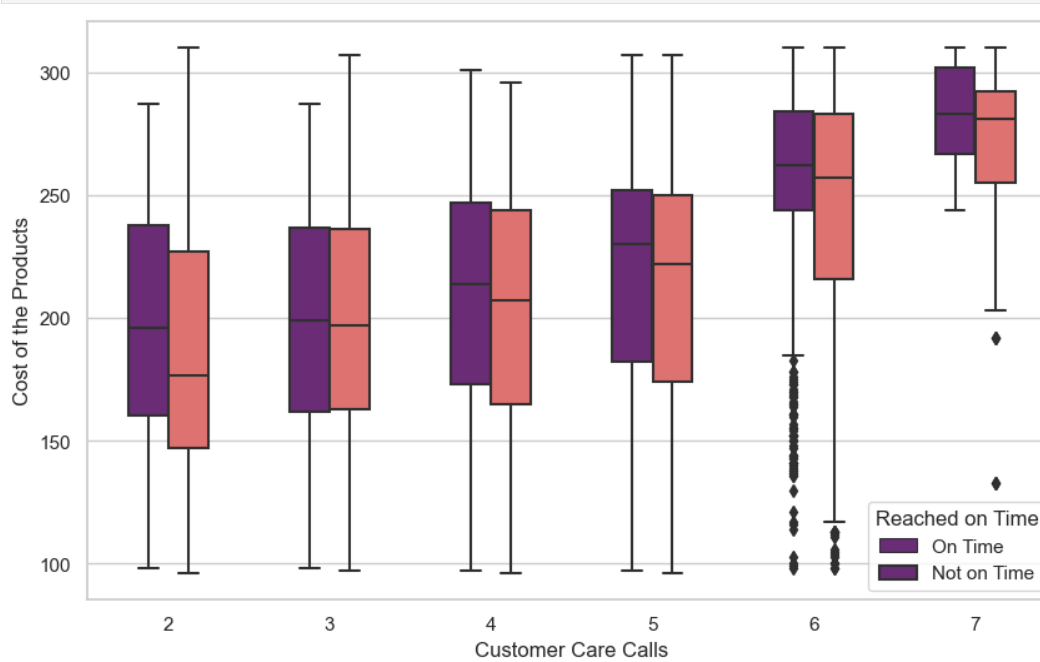 300
250
200
150
100
Cost of the Products
2 3 4 5 6 7
Customer Care Calls
Reached on Time
On Time
Not on Time